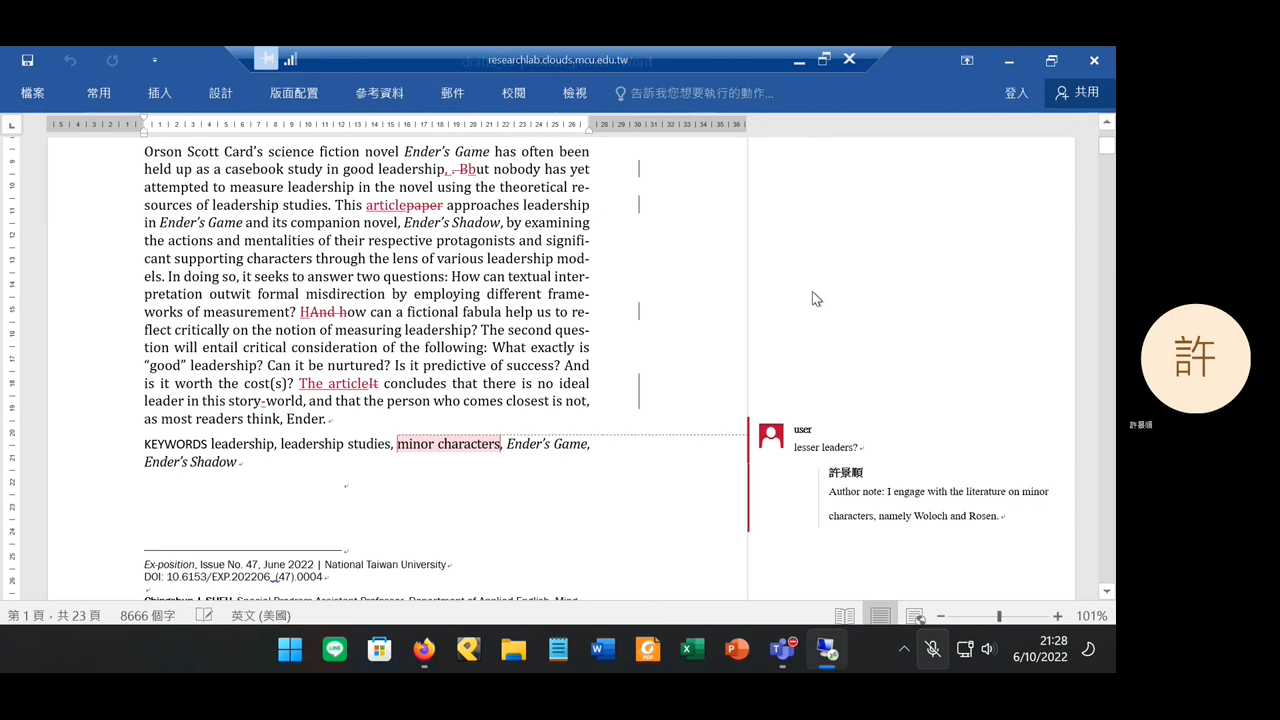 researchlab.clouds.mcu.edu.tw
檔案 常用 插入 設計 版面配置 參考資料 郵件 校閱 檢視 告訴我您想要執行的動作... 登入 共用
Orson Scott Card’s science fiction novel Ender’s Game has often been
held up as a casebook study in good leadership, . Bbut nobody has yet
attempted to measure leadership in the novel using the theoretical re-
sources of leadership studies. This articlepaper approaches leadership
in Ender’s Game and its companion novel, Ender’s Shadow, by examining
the actions and mentalities of their respective protagonists and signifi-
cant supporting characters through the lens of various leadership mod-
els. In doing so, it seeks to answer two questions: How can textual inter-
pretation outwit formal misdirection by employing different frame-
works of measurement? HAnd how can a fictional fabula help us to re-
flect critically on the notion of measuring leadership? The second ques-
tion will entail critical consideration of the following: What exactly is
“good” leadership? Can it be nurtured? Is it predictive of success? And
is it worth the cost(s)? The articleIt concludes that there is no ideal
leader in this story-world, and that the person who comes closest is not,
as most readers think, Ender.
KEYWORDS leadership, leadership studies, minor characters, Ender’s Game,
Ender’s Shadow
user
lesser leaders?
許景順
Author note: I engage with the literature on minor
characters, namely Woloch and Rosen.
Ex-position, Issue No. 47, June 2022 | National Taiwan University
DOI: 10.6153/EXP.202206_(47).0004
第 1 頁，共 23 頁 8666 個字 英文 (美國) 101%
21:28
6/10/2022
許
許景順